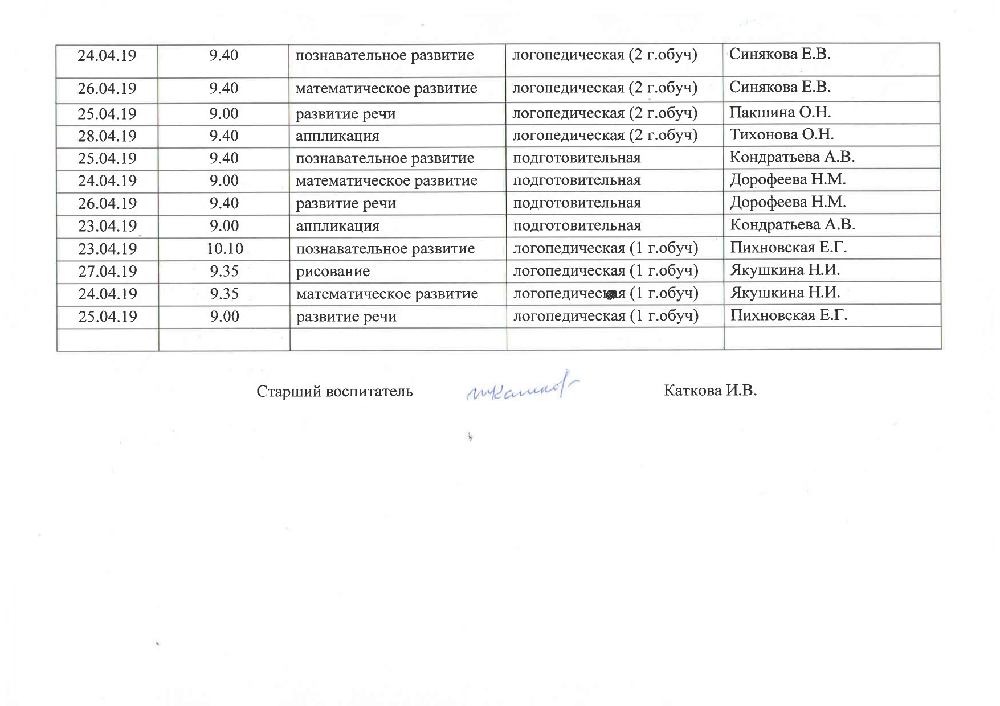 24.04.19 9.40 познавательное развитие логопедическая (2 г.обуч) Синякова Е.В.
26.04.19 9.40 математическое развитие логопедическая (2 г.обуч) Синякова Е.В.
25.04.19 9.00 развитие речи логопедическая (2 г.обуч) Пакшина О.Н.
28.04.19 9.40 аппликация логопедическая (2 г.обуч) Тихонова О.Н.
25.04.19 9.40 познавательное развитие подготовительная Кондратьева А.В.
24.04.19 9.00 математическое развитие подготовительная Дорофеева Н.М.
26.04.19 9.40 развитие речи подготовительная Дорофеева Н.М.
23.04.19 9.00 аппликация подготовительная Кондратьева А.В.
23.04.19 10.10 познавательное развитие логопедическая (1 г.обуч) Пихновская Е.Г.
27.04.19 9.35 рисование логопедическая (1 г.обуч) Якушкина Н.И.
24.04.19 9.35 математическое развитие логопедическая (1 г.обуч) Якушкина Н.И.
25.04.19 9.00 развитие речи логопедическая (1 г.обуч) Пихновская Е.Г.
Старший воспитатель Каткова И.В.